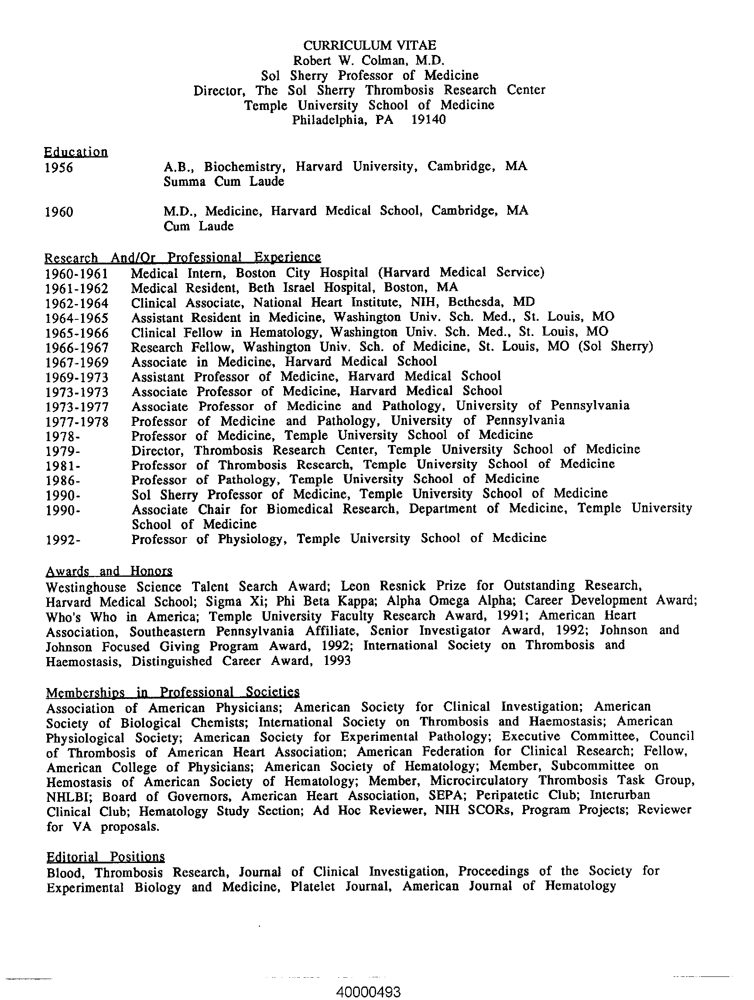 CURRICULUM VITAE
Robert W. Colman, M.D.
Sol Sherry Professor of Medicine
Director, The Sol Sherry Thrombosis Research Center
Temple University School of Medicine
Philadelphia, PA 19140
Education
1956 A.B., Biochemistry, Harvard University, Cambridge, MA
Summa Cum Laude
1960 M.D., Medicine, Harvard Medical School, Cambridge, MA
Cum Laude
Research And/Or Professional Experience
1960-1961 Medical Intern, Boston City Hospital (Harvard Medical Service)
1961-1962 Medical Resident, Beth Israel Hospital, Boston, MA
1962-1964 Clinical Associate, National Heart Institute, NIH, Bethesda, MD
1964-1965 Assistant Resident in Medicine, Washington Univ. Sch. Med., St. Louis, MO
1965-1966 Clinical Fellow in Hematology, Washington Univ. Sch. Med., St. Louis, MO
1966-1967 Research Fellow, Washington Univ. Sch. of Medicine, St. Louis, MO (Sol Sherry)
1967-1969 Associate in Medicine, Harvard Medical School
1969-1973 Assistant Professor of Medicine, Harvard Medical School
1973-1973 Associate Professor of Medicine, Harvard Medical School
1973-1977 Associate Professor of Medicine and Pathology, University of Pennsylvania
1977-1978 Professor of Medicine and Pathology, University of Pennsylvania
1978- Professor of Medicine, Temple University School of Medicine
1979- Director, Thrombosis Research Center, Temple University School of Medicine
1981- Professor of Thrombosis Research, Temple University School of Medicine
1986- Professor of Pathology, Temple University School of Medicine
1990- Sol Sherry Professor of Medicine, Temple University School of Medicine
1990- Associate Chair for Biomedical Research, Department of Medicine, Temple University
School of Medicine
1992- Professor of Physiology, Temple University School of Medicine
Awards and Honors
Westinghouse Science Talent Search Award; Leon Resnick Prize for Outstanding Research,
Harvard Medical School; Sigma Xi; Phi Beta Kappa; Alpha Omega Alpha; Career Development Award;
Who's Who in America; Temple University Faculty Research Award, 1991; American Heart
Association, Southeastern Pennsylvania Affiliate, Senior Investigator Award, 1992; Johnson and
Johnson Focused Giving Program Award, 1992; International Society on Thrombosis and
Haemostasis, Distinguished Career Award, 1993
Memberships in Professional Societies
Association of American Physicians; American Society for Clinical Investigation; American
Society of Biological Chemists; International Society on Thrombosis and Haemostasis; American
Physiological Society; American Society for Experimental Pathology; Executive Committee, Council
of Thrombosis of American Heart Association; American Federation for Clinical Research; Fellow,
American College of Physicians; American Society of Hematology; Member, Subcommittee on
Hemostasis of American Society of Hematology; Member, Microcirculatory Thrombosis Task Group,
NHLBI; Board of Governors, American Heart Association, SEPA; Peripatetic Club; Interurban
Clinical Club; Hematology Study Section; Ad Hoc Reviewer, NIH SCORs, Program Projects; Reviewer
for VA proposals.
Editorial Positions
Blood, Thrombosis Research, Journal of Clinical Investigation, Proceedings of the Society for
Experimental Biology and Medicine, Platelet Journal, American Journal of Hematology
40000493